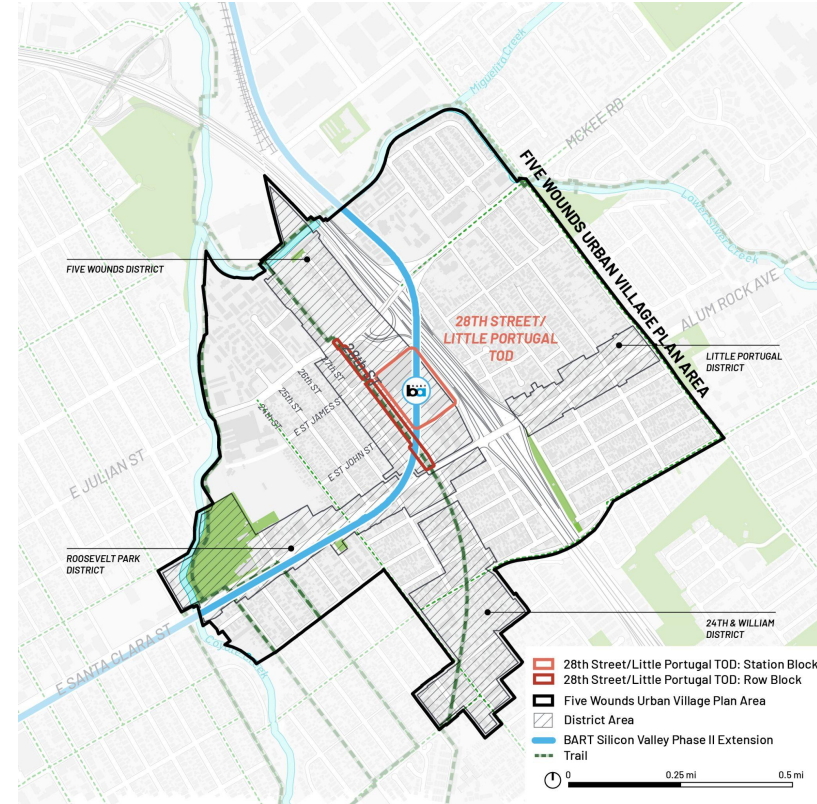 Miguelita Creek
MCKEE RD
FIVE WOUNDS URBAN VILLAGE PLAN AREA
Lower Silver Creek
ALUM ROCK AVE
FIVE WOUNDS DISTRICT
28TH STREET/
LITTLE PORTUGAL
TOD
LITTLE PORTUGAL
DISTRICT
28th ST
27th ST
26th ST
25th ST
24th ST
E ST JAMES ST
E ST JOHN ST
ba
E JULIAN ST
ROOSEVELT PARK
DISTRICT
E SANTA CLARA ST
24TH & WILLIAM
DISTRICT
28th Street/Little Portugal TOD: Station Block
28th Street/Little Portugal TOD: Row Block
Five Wounds Urban Village Plan Area
District Area
BART Silicon Valley Phase II Extension
Trail
0 0.25 mi 0.5 mi